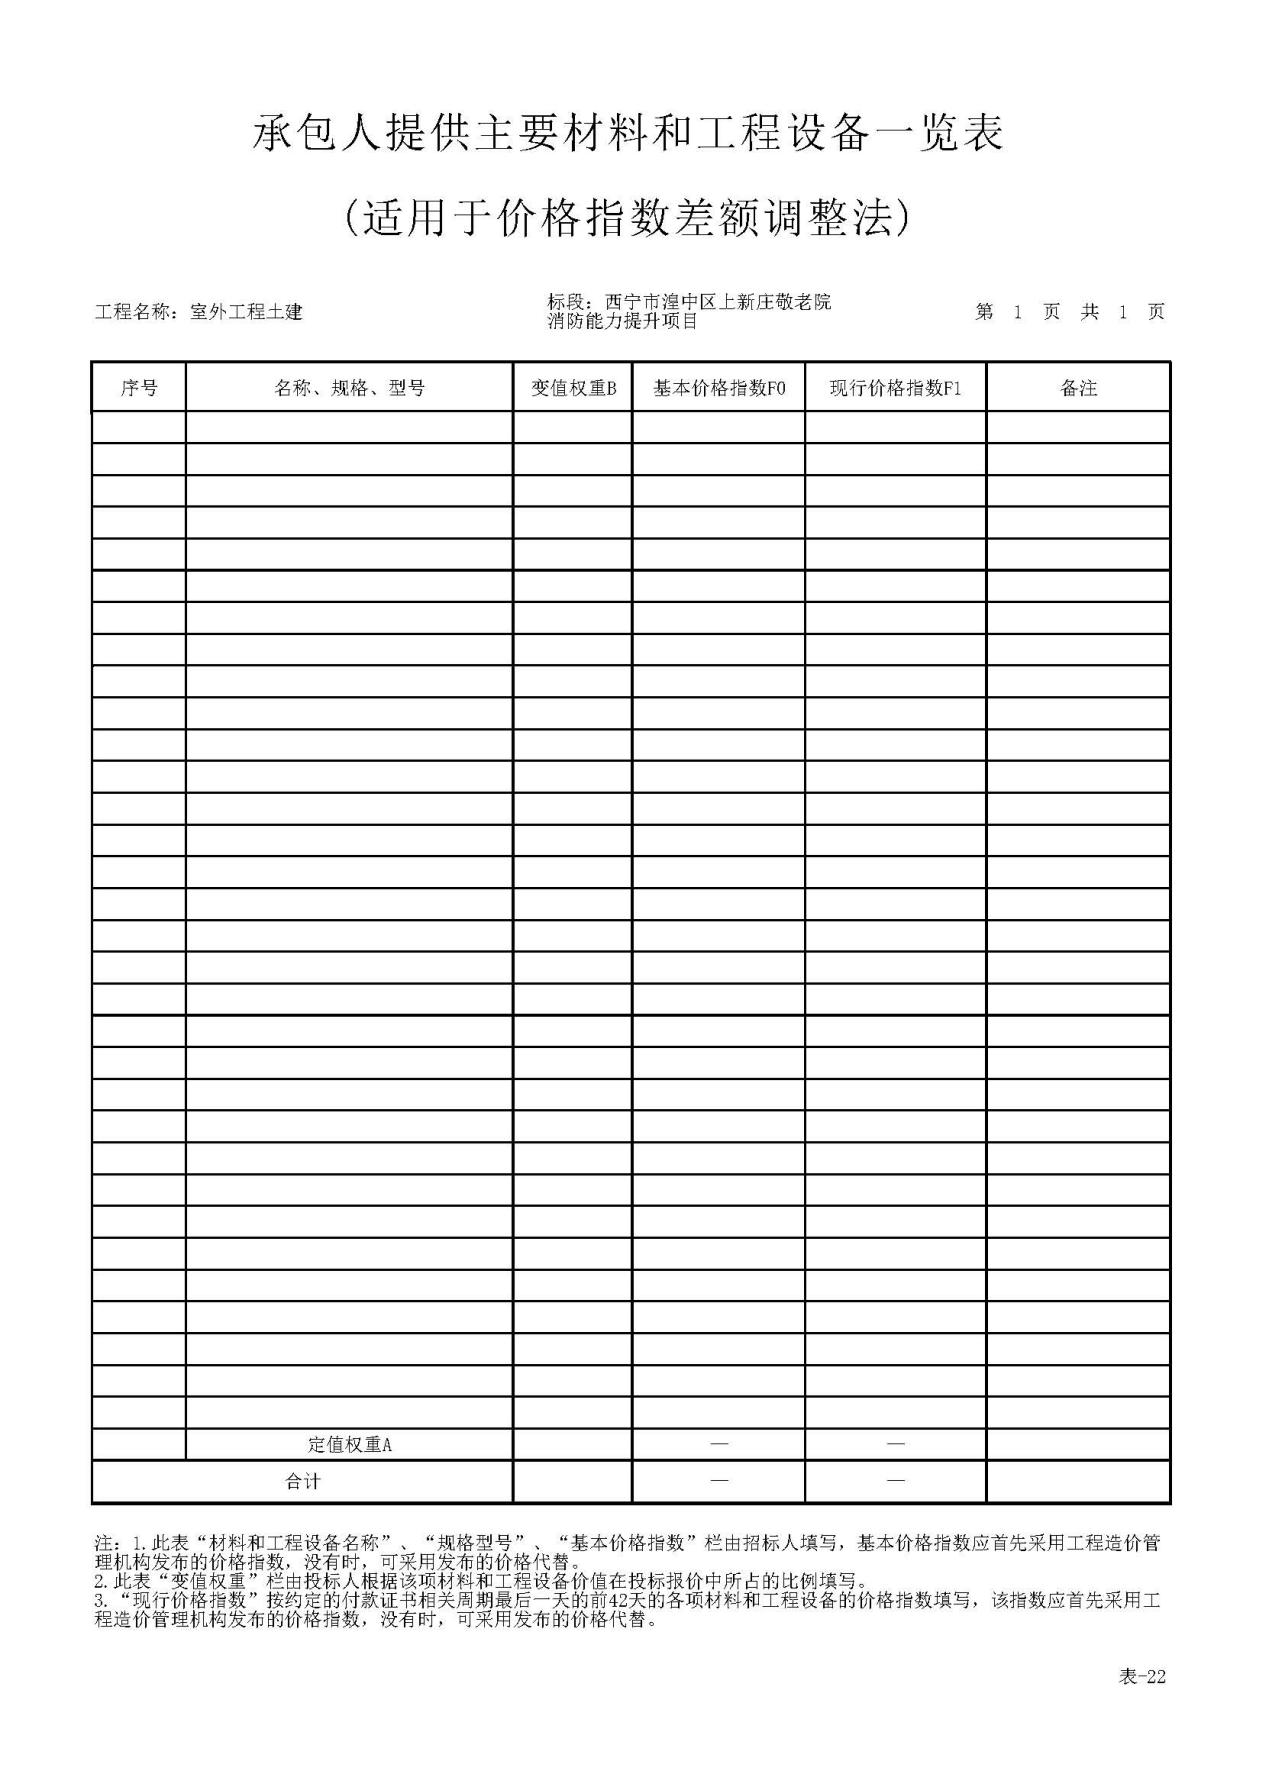 承包人提供主要材料和工程设备一览表
（适用于价格指数差额调整法）
工程名称：室外工程土建
标段：西宁市湟中区上新庄敬老院
消防能力提升项目
第 1 页 共 1 页
序号 名称、规格、型号 变值权重B 基本价格指数F0 现行价格指数F1 备注
定值权重A — —
合计 — —
注：1.此表“材料和工程设备名称”、“规格型号”、“基本价格指数”栏由招标人填写，基本价格指数应首先采用工程造价管
理机构发布的价格指数，没有时，可采用发布的价格代替。
2.此表“变值权重”栏由投标人根据该项材料和工程设备价值在投标报价中所占的比例填写。
3.“现行价格指数”按约定的付款证书相关周期最后一天的前42天的各项材料和工程设备的价格指数填写，该指数应首先采用工
程造价管理机构发布的价格指数，没有时，可采用发布的价格代替。
表-22